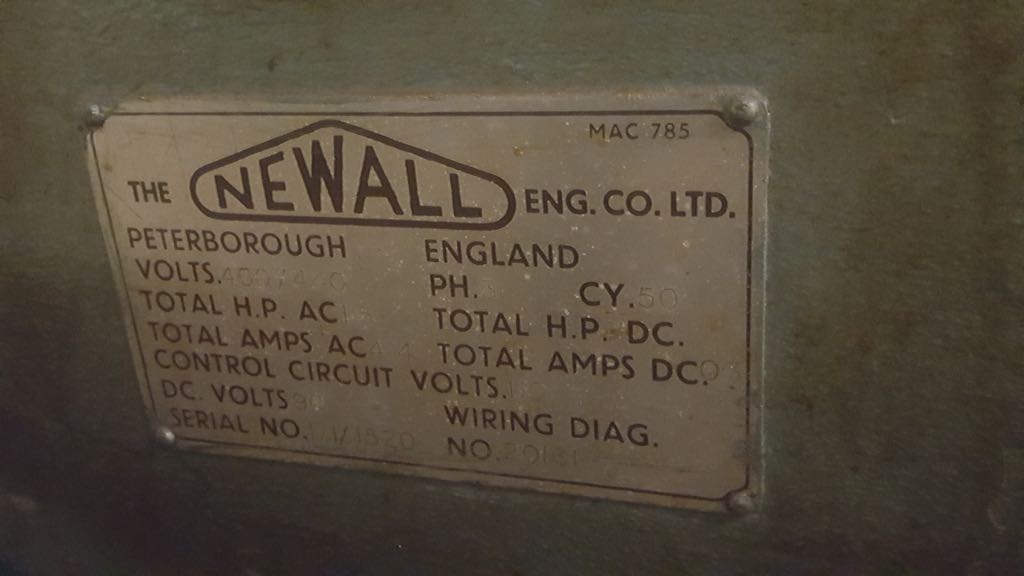 MAC 785
THE NEWALL ENG. CO. LTD.
PETERBOROUGH ENGLAND
VOLTS. PH. CY. 50
TOTAL H.P. AC TOTAL H.P. DC.
TOTAL AMPS AC TOTAL AMPS DC.
CONTROL CIRCUIT VOLTS.
DC. VOLTS WIRING DIAG.
SERIAL NO. NO.